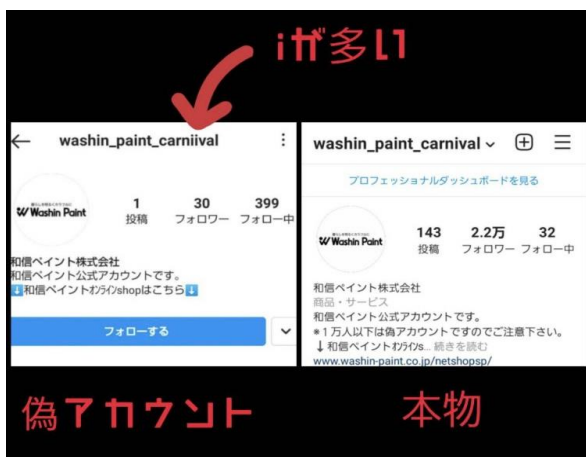 iが多い
washin_paint_carniival
Washin Paint
1
30
399
投稿
フォロワー
フォロー中
和信ペイント株式会社
和信ペイント公式アカウントです。
⬇️和信ペイントオンラインshopはこちら⬇️
フォローする
偽アカウント
washin_paint_carnival
プロフェッショナルダッシュボードを見る
Washin Paint
143
2.2万
32
投稿
フォロワー
フォロー中
和信ペイント株式会社
商品・サービス
和信ペイント公式アカウントです。
*1万人以下は偽アカウントですのでご注意下さい。
↓和信ペイントオンラインs... 続きを読む
www.washin-paint.co.jp/netshopsp/
本物